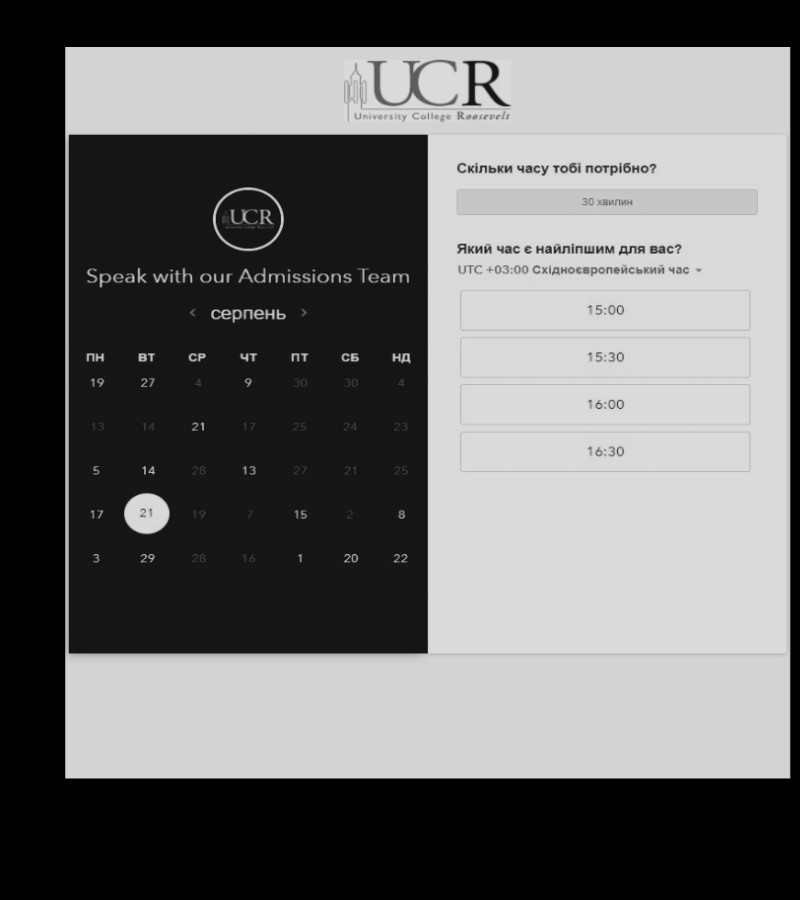 UCR
University College Roosevelt
UCR
Speak with our Admissions Team
< серпень >
ПН ВТ СР ЧТ ПТ СБ НД
19 27 4 9 30 30 4
13 14 21 17 25 24 23
5 14 28 13 27 21 25
17 21 19 7 15 2 8
3 29 28 16 1 20 22
Скільки часу тобі потрібно?
30 хвилин
Який час є найліпшим для вас?
UTC +03:00 Східноєвропейський час
15:00
15:30
16:00
16:30